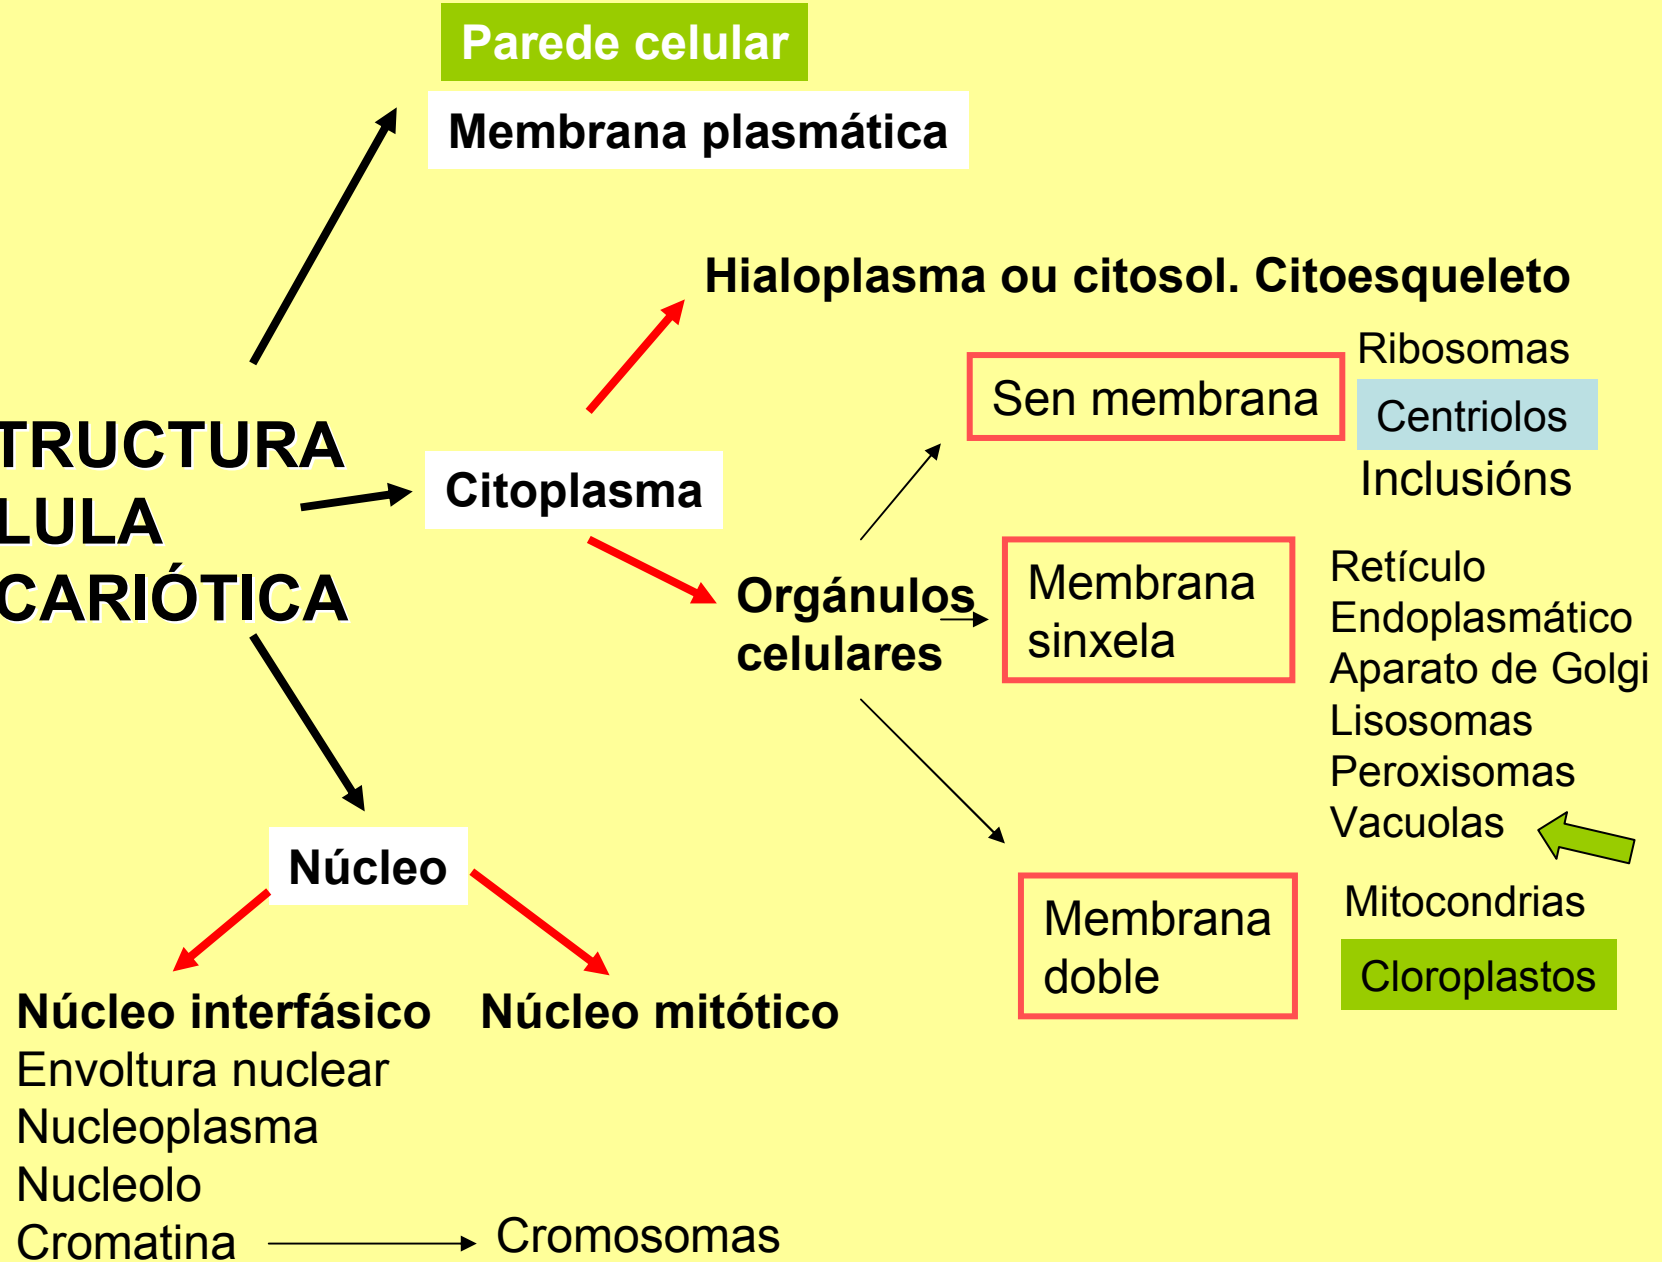 Parede celular
Membrana plasmática
Hialoplasma ou citosol. Citoesqueleto
Sen membrana
Ribosomas
Centriolos
Inclusións
TRUCTURA
LULA
CARIÓTICA
Citoplasma
Orgánulos
celulares
Membrana
sinxela
Retículo
Endoplasmático
Aparato de Golgi
Lisosomas
Peroxisomas
Vacuolas
Membrana
doble
Mitocondrias
Cloroplastos
Núcleo
Núcleo interfásico
Envoltura nuclear
Nucleoplasma
Nucleolo
Cromatina
Núcleo mitótico
Cromosomas